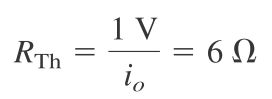 R_Th = 1 V / i_o = 6 Ω